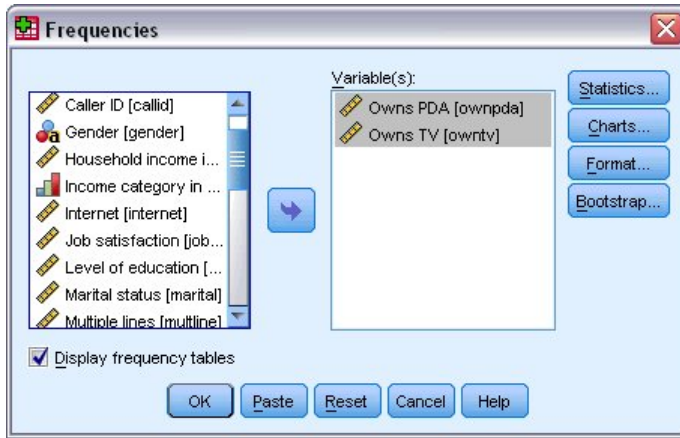 Frequencies
Caller ID [callid]
Gender [gender]
Household income i...
Income category in ...
Internet [internet]
Job satisfaction [job...
Level of education [...
Marital status [marital]
Multiple lines [multline]
Variable(s):
Owns PDA [ownpda]
Owns TV [owntv]
Statistics...
Charts...
Format...
Bootstrap...
Display frequency tables
OK Paste Reset Cancel Help